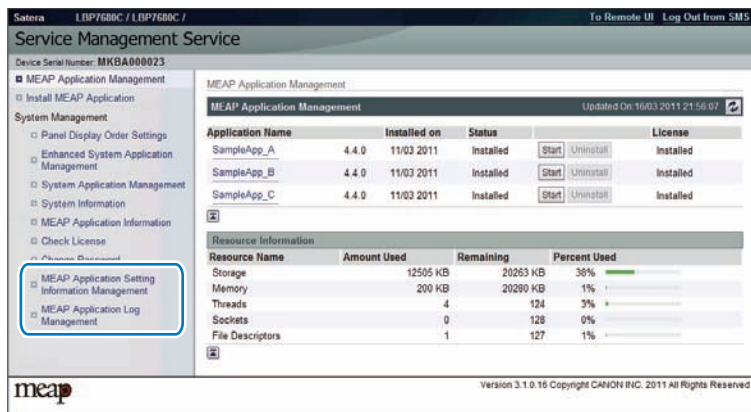 Satera LBP7680C / LBP7680C / To Remote UI Log Out from SMS
Service Management Service
Device Serial Number: MKBA000023
MEAP Application Management
Install MEAP Application
System Management
Panel Display Order Settings
Enhanced System Application
Management
System Application Management
System Information
MEAP Application Information
Check License
Change Password
MEAP Application Setting
Information Management
MEAP Application Log
Management
MEAP Application Management
MEAP Application Management Updated On:16/03 2011 21:56:07
Application Name Installed on Status License
SampleApp_A 4.4.0 11/03 2011 Installed Start Uninstall Installed
SampleApp_B 4.4.0 11/03 2011 Installed Start Uninstall Installed
SampleApp_C 4.4.0 11/03 2011 Installed Start Uninstall Installed
Resource Information
Resource Name Amount Used Remaining Percent Used
Storage 12505 KB 20263 KB 38%
Memory 200 KB 20280 KB 1%
Threads 4 124 3%
Sockets 0 128 0%
File Descriptors 1 127 1%
meap Version 3.1.0.16 Copyright CANON INC. 2011 All Rights Reserved